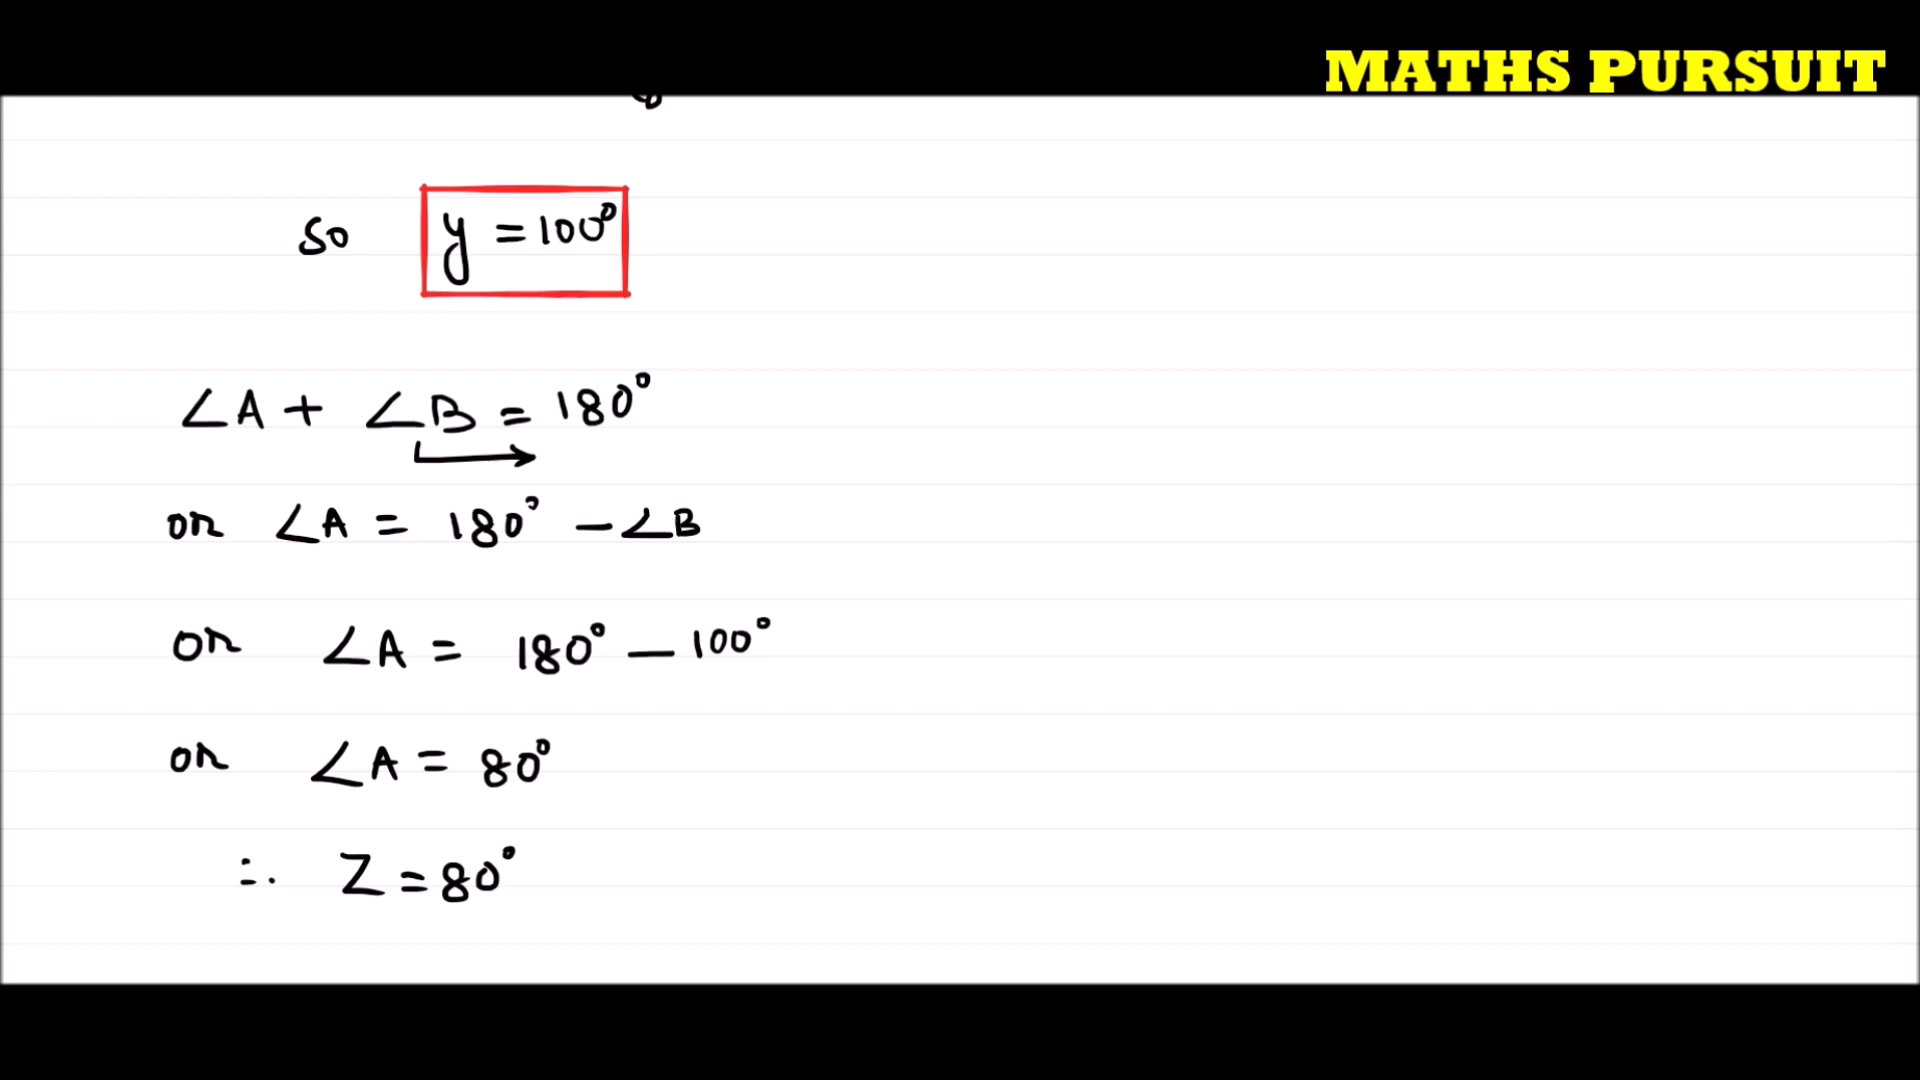 MATHS PURSUIT
so y = 100°
∠A + ∠B = 180°
or ∠A = 180° - ∠B
or ∠A = 180° - 100°
or ∠A = 80°
∴ Z = 80°